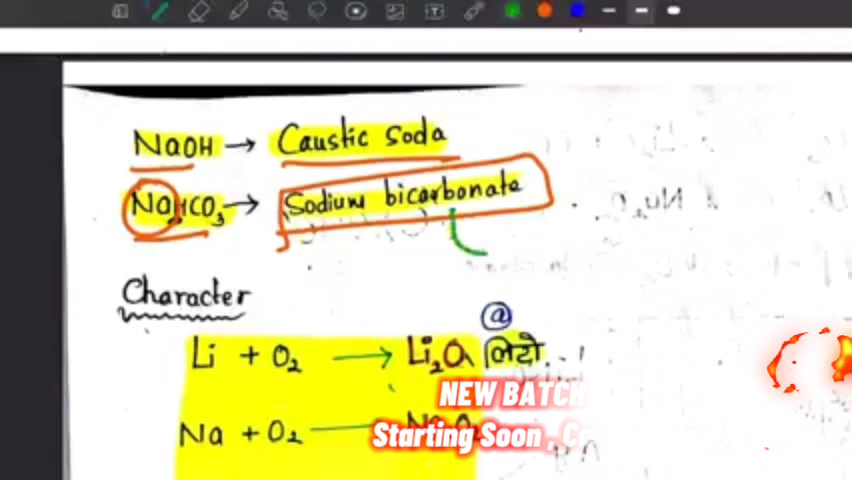 NaOH → Caustic Soda
NaHCO₃ → Sodium bicarbonate
Character
@
Li + O₂ → Li₂O लिटो
NEW BATCH
Na + O₂
Starting Soon,